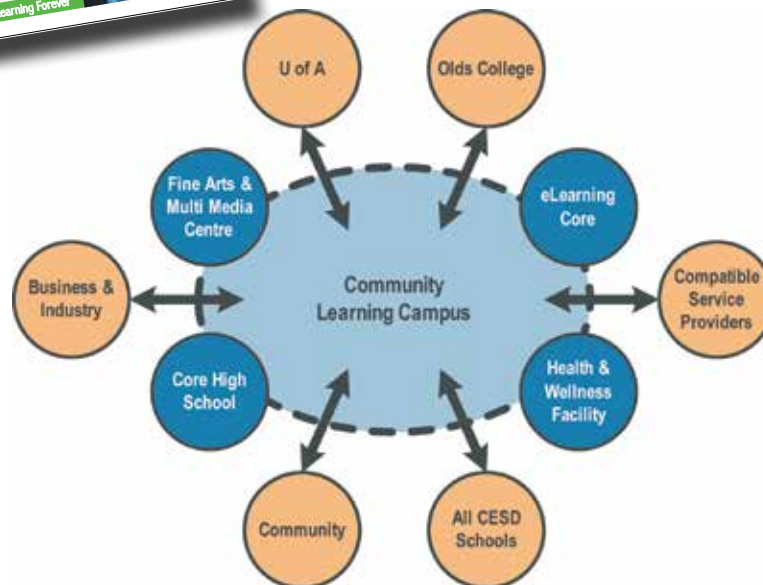 Learning Forever
U of A
Olds College
Fine Arts &
Multi Media
Centre
eLearning
Core
Business &
Industry
Community
Learning Campus
Compatible
Service
Providers
Core High
School
Health &
Wellness
Facility
Community
All CESD
Schools